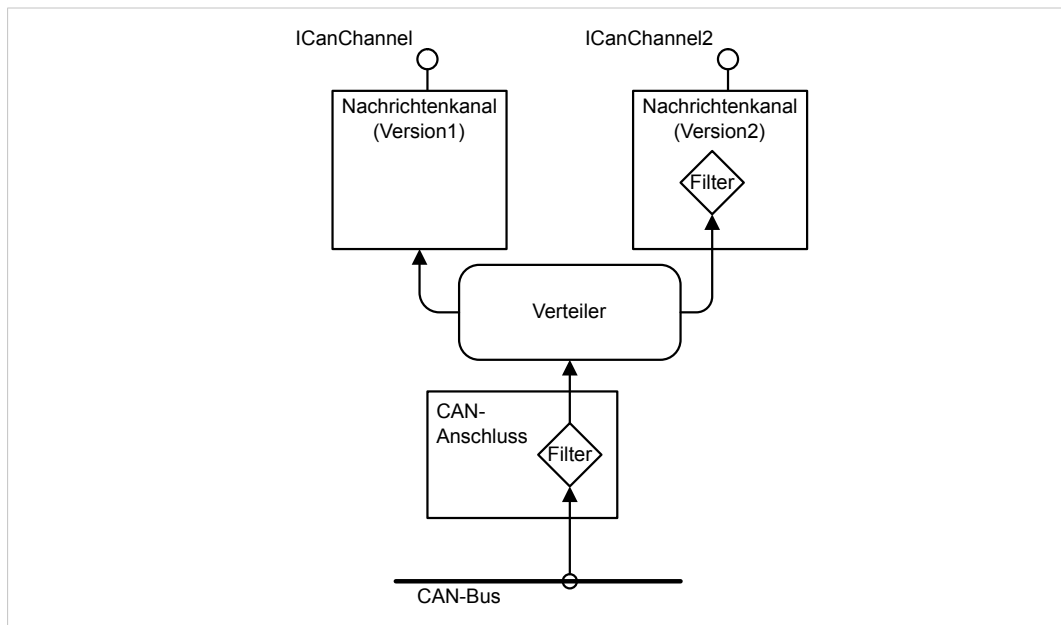 ICanChannel
ICanChannel2
Nachrichtenkanal
(Version1)
Nachrichtenkanal
(Version2)
Filter
Verteiler
CAN-
Anschluss
Filter
CAN-Bus